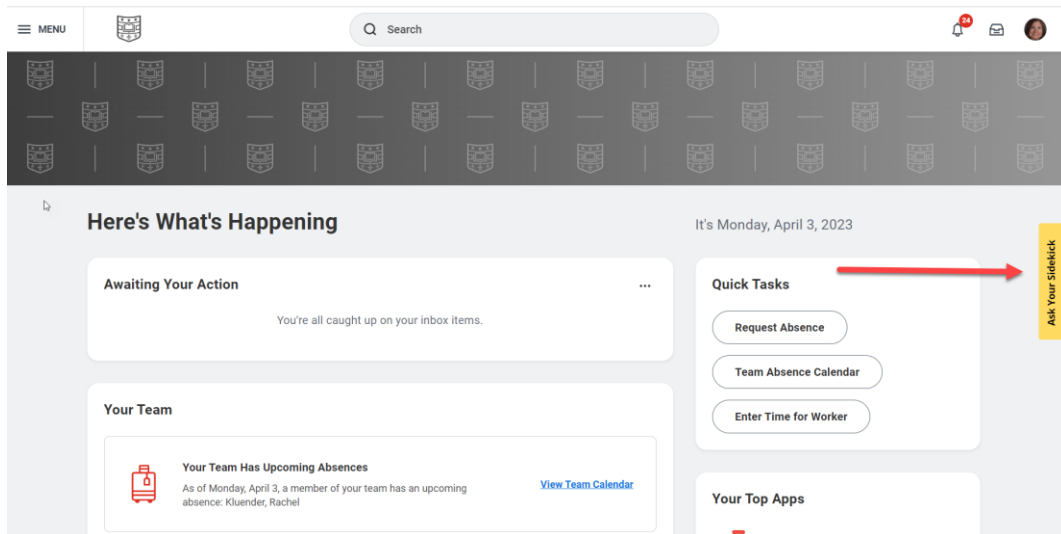 MENU
Search
24
Here's What's Happening
It's Monday, April 3, 2023
Awaiting Your Action
You're all caught up on your inbox items.
Quick Tasks
Request Absence
Team Absence Calendar
Enter Time for Worker
Ask Your Sidekick
Your Team
Your Team Has Upcoming Absences
As of Monday, April 3, a member of your team has an upcoming
absence: Kluender, Rachel
View Team Calendar
Your Top Apps